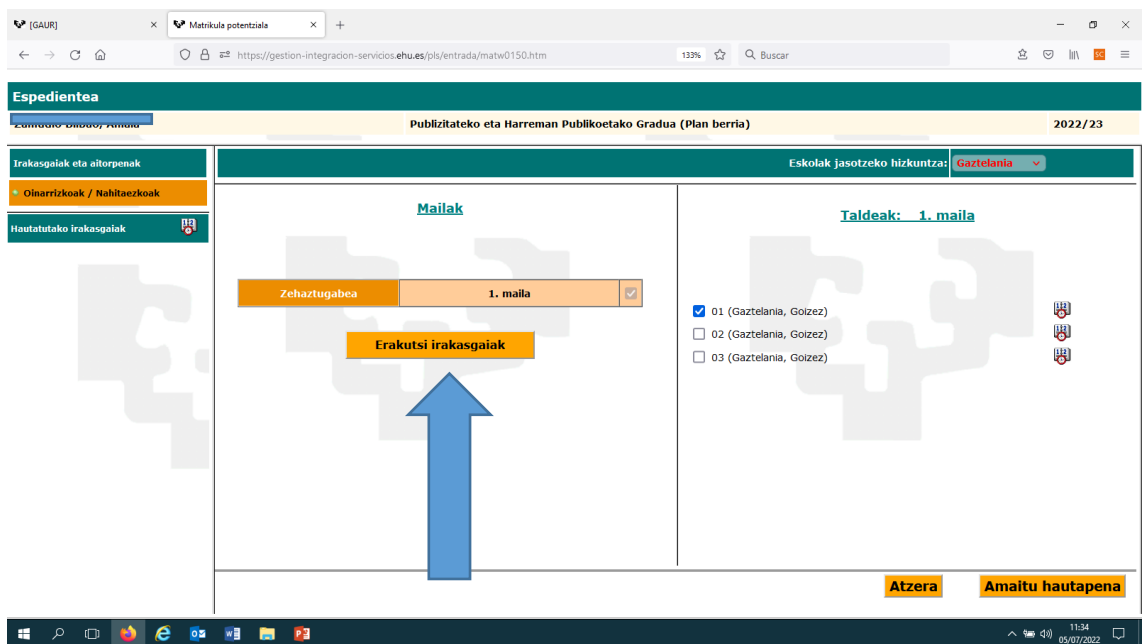 [GAUR]
Matrikula potentziala
https://gestion-integracion-servicios.ehu.es/pls/entrada/matw0150.htm
133%
Buscar
SC
Espedientea
Publizitateko eta Harreman Publikoetako Gradua (Plan berria)
2022/23
Irakasgaiak eta aitorpenak
Oinarrizkoak / Nahitaezkoak
Hautatutako irakasgaiak
Eskolak jasotzeko hizkuntza: Gaztelania
Mailak
Zehaztugabea
1. maila
Erakutsi irakasgaiak
Taldeak: 1. maila
01 (Gaztelania, Goizez)
02 (Gaztelania, Goizez)
03 (Gaztelania, Goizez)
Atzera
Amaitu hautapena
11:34
05/07/2022